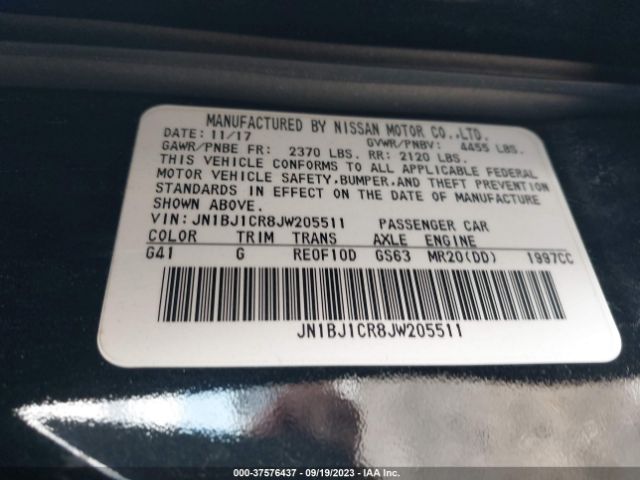 MANUFACTURED BY NISSAN MOTOR CO.,LTD.
DATE: 11/17 GVWR/PNBV: 4455 LBS.
GAWR/PNBE FR: 2370 LBS. RR: 2120 LBS.
THIS VEHICLE CONFORMS TO ALL APPLICABLE FEDERAL
MOTOR VEHICLE SAFETY,BUMPER,AND THEFT PREVENTION
STANDARDS IN EFFECT ON THE DATE OF MANUFACTURE
SHOWN ABOVE.
VIN: JN1BJ1CR8JW205511 PASSENGER CAR
COLOR TRIM TRANS AXLE ENGINE
G41 G RE0F10D GS63 MR20(DD) 1997CC
JN1BJ1CR8JW205511
000-37576437 - 09/19/2023 - IAA Inc.